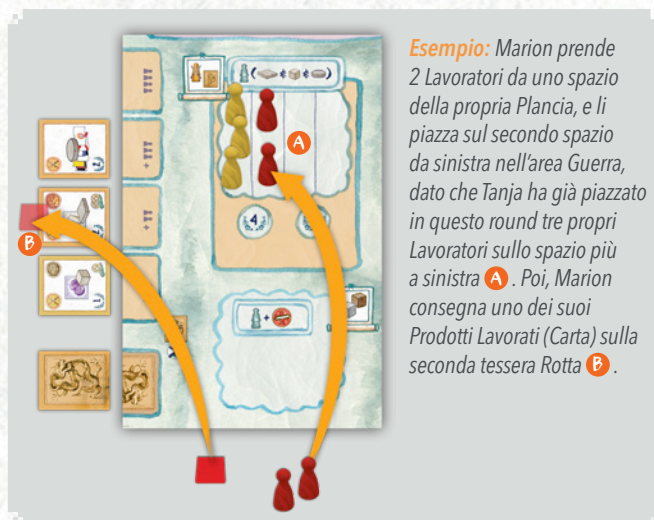 Esempio: Marion prende
2 Lavoratori da uno spazio
della propria Plancia, e li
piazza sul secondo spazio
da sinistra nell'area Guerra,
dato che Tanja ha già piazzato
in questo round tre propri
Lavoratori sullo spazio più
a sinistra A . Poi, Marion
consegna uno dei suoi
Prodotti Lavorati (Carta) sulla
seconda tessera Rotta B .
A
B
4